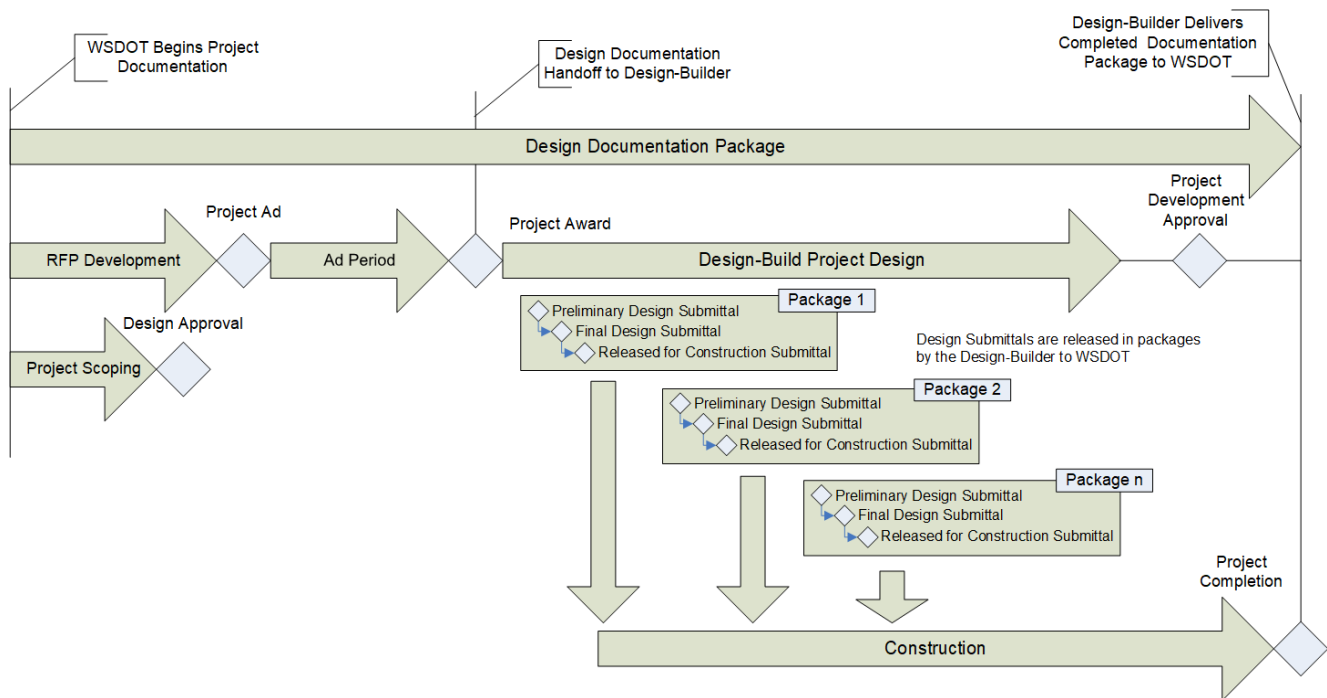 WSDOT Begins Project
Documentation
Design Documentation
Handoff to Design-Builder
Design-Builder Delivers
Completed Documentation
Package to WSDOT
Design Documentation Package
Project Ad
Project Award
Project
Development
Approval
RFP Development
Ad Period
Design-Build Project Design
Design Approval
Project Scoping
Package 1
Preliminary Design Submittal
Final Design Submittal
Released for Construction Submittal
Design Submittals are released in packages
by the Design-Builder to WSDOT
Package 2
Preliminary Design Submittal
Final Design Submittal
Released for Construction Submittal
Package n
Preliminary Design Submittal
Final Design Submittal
Released for Construction Submittal
Project
Completion
Construction